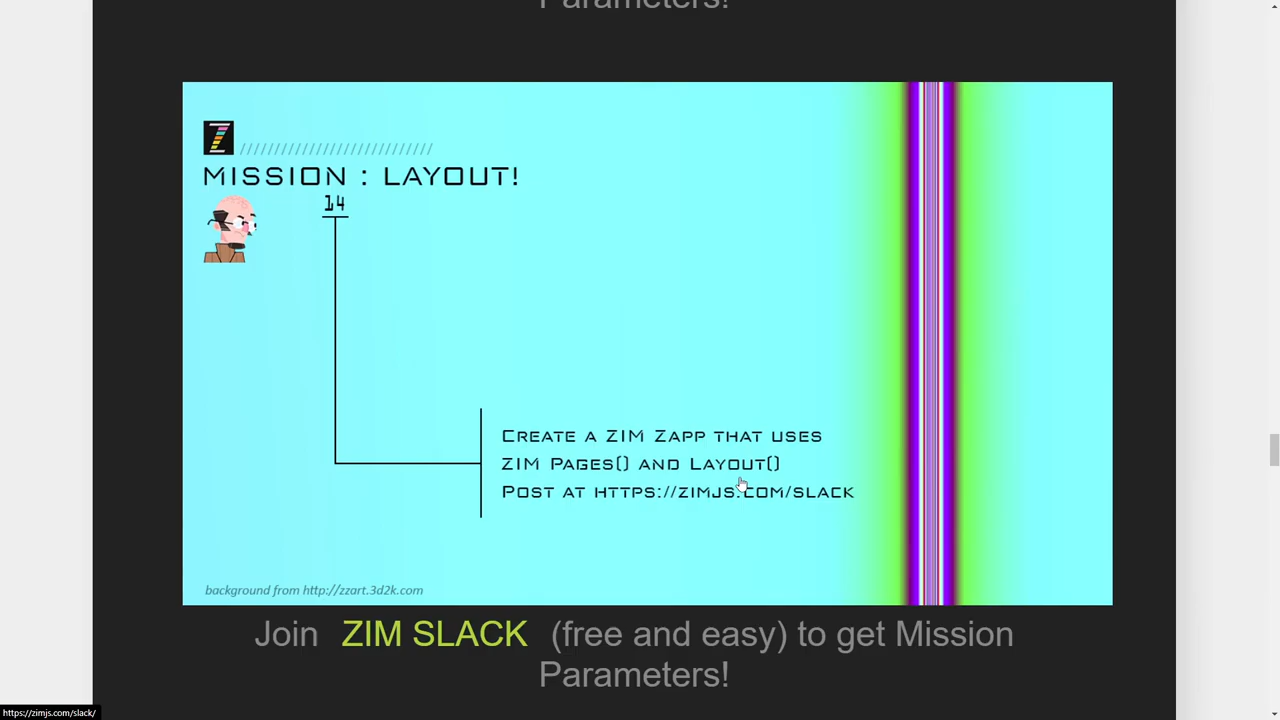 Parameters!
Z ///////////////////////////
MISSION : LAYOUT!
14
CREATE A ZIM ZAPP THAT USES
ZIM PAGES() AND LAYOUT()
POST AT HTTPS://ZIMJS.COM/SLACK
background from http://zzart.3d2k.com
Join ZIM SLACK (free and easy) to get Mission
Parameters!
https://zimjs.com/slack/